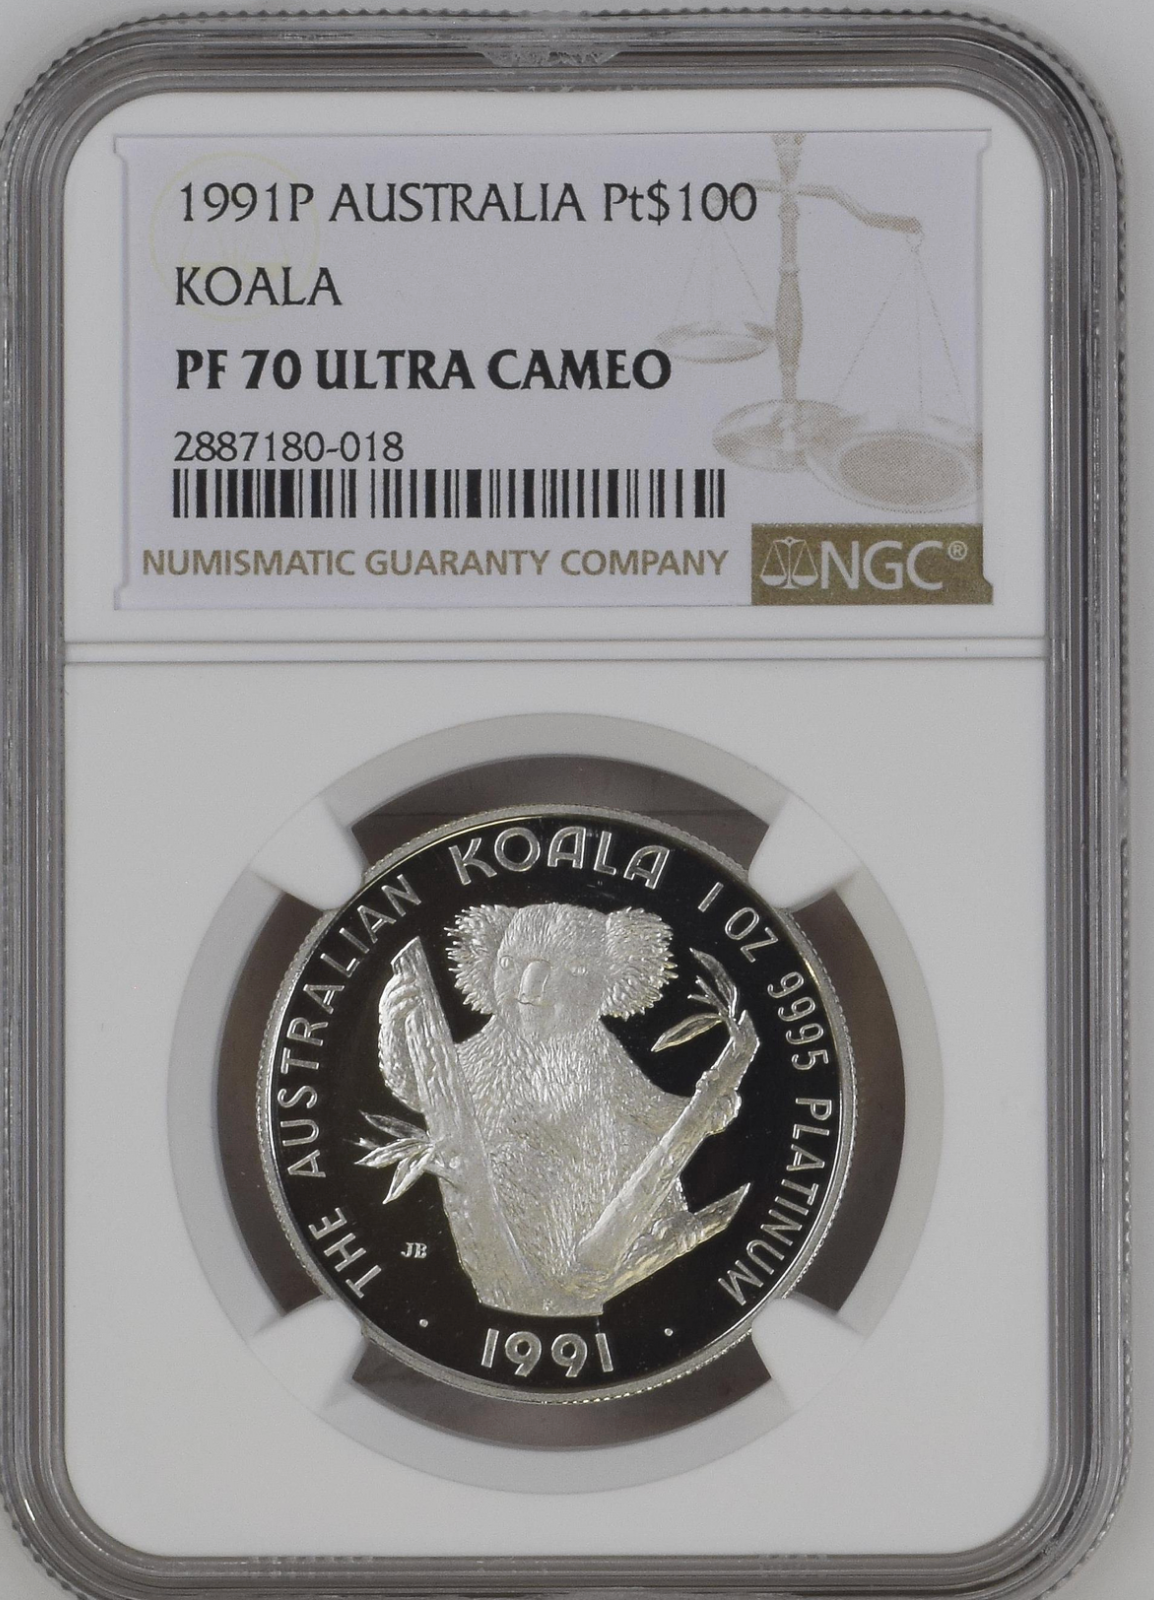 1991P AUSTRALIA Pt$100
KOALA
PF 70 ULTRA CAMEO
2887180-018
NUMISMATIC GUARANTY COMPANY
NGC®
THE AUSTRALIAN KOALA 1 OZ 9995 PLATINUM
JB
· 1991 ·